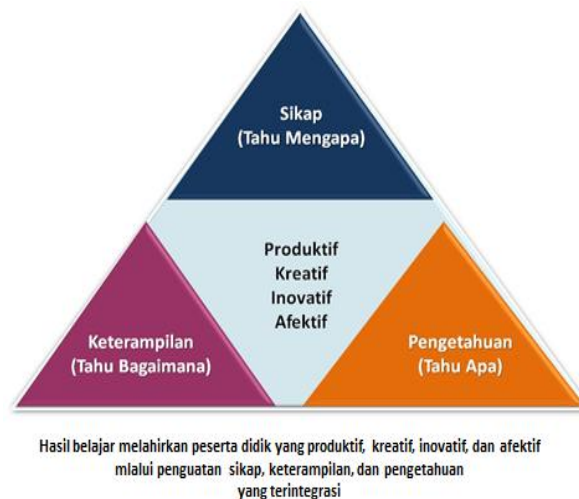 Sikap
(Tahu Mengapa)
Produktif
Kreatif
Inovatif
Afektif
Keterampilan
(Tahu Bagaimana)
Pengetahuan
(Tahu Apa)
Hasil belajar melahirkan peserta didik yang produktif, kreatif, inovatif, dan afektif
mlalui penguatan sikap, keterampilan, dan pengetahuan
yang terintegrasi